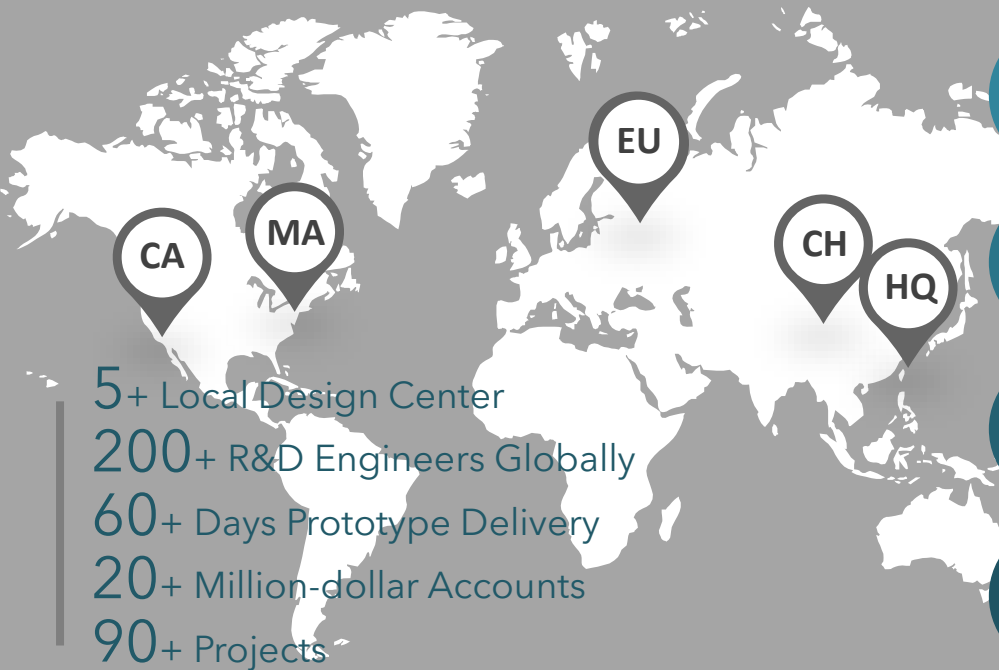 EU
MA
CH
CA
HQ
5+ Local Design Center
200+ R&D Engineers Globally
60+ Days Prototype Delivery
20+ Million-dollar Accounts
90+ Projects